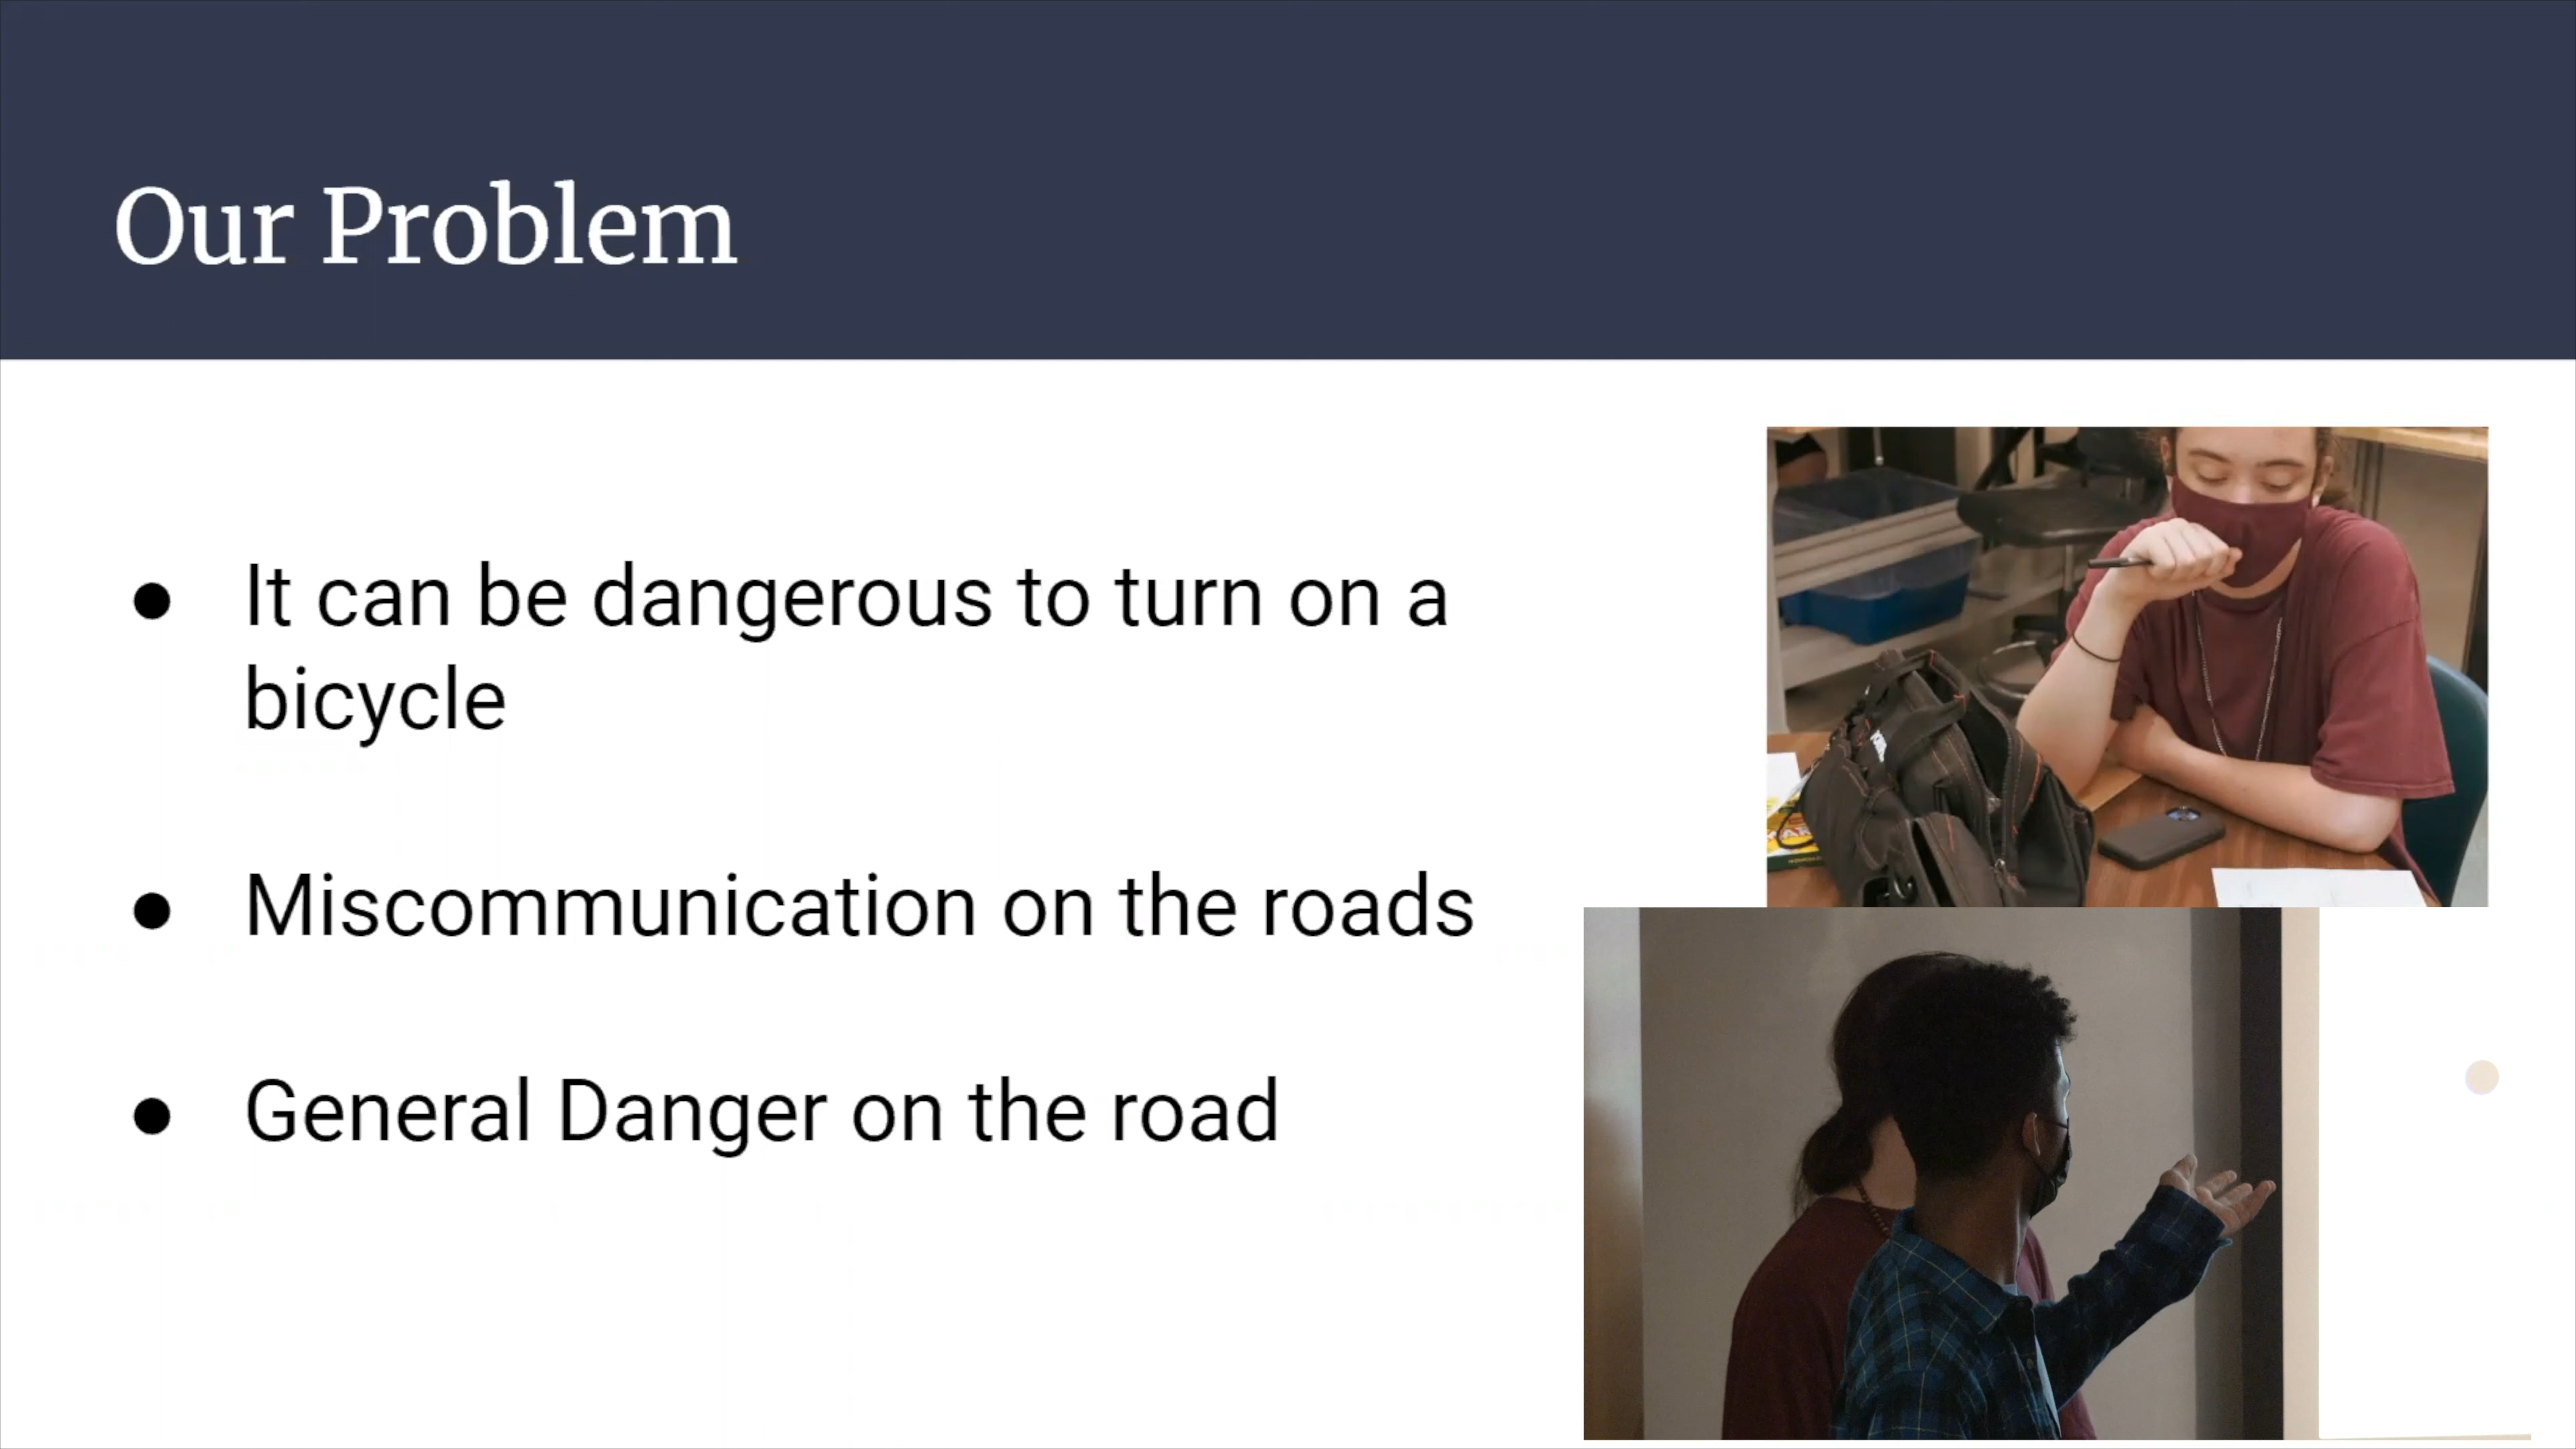 Our Problem
● It can be dangerous to turn on a
bicycle
● Miscommunication on the roads
● General Danger on the road